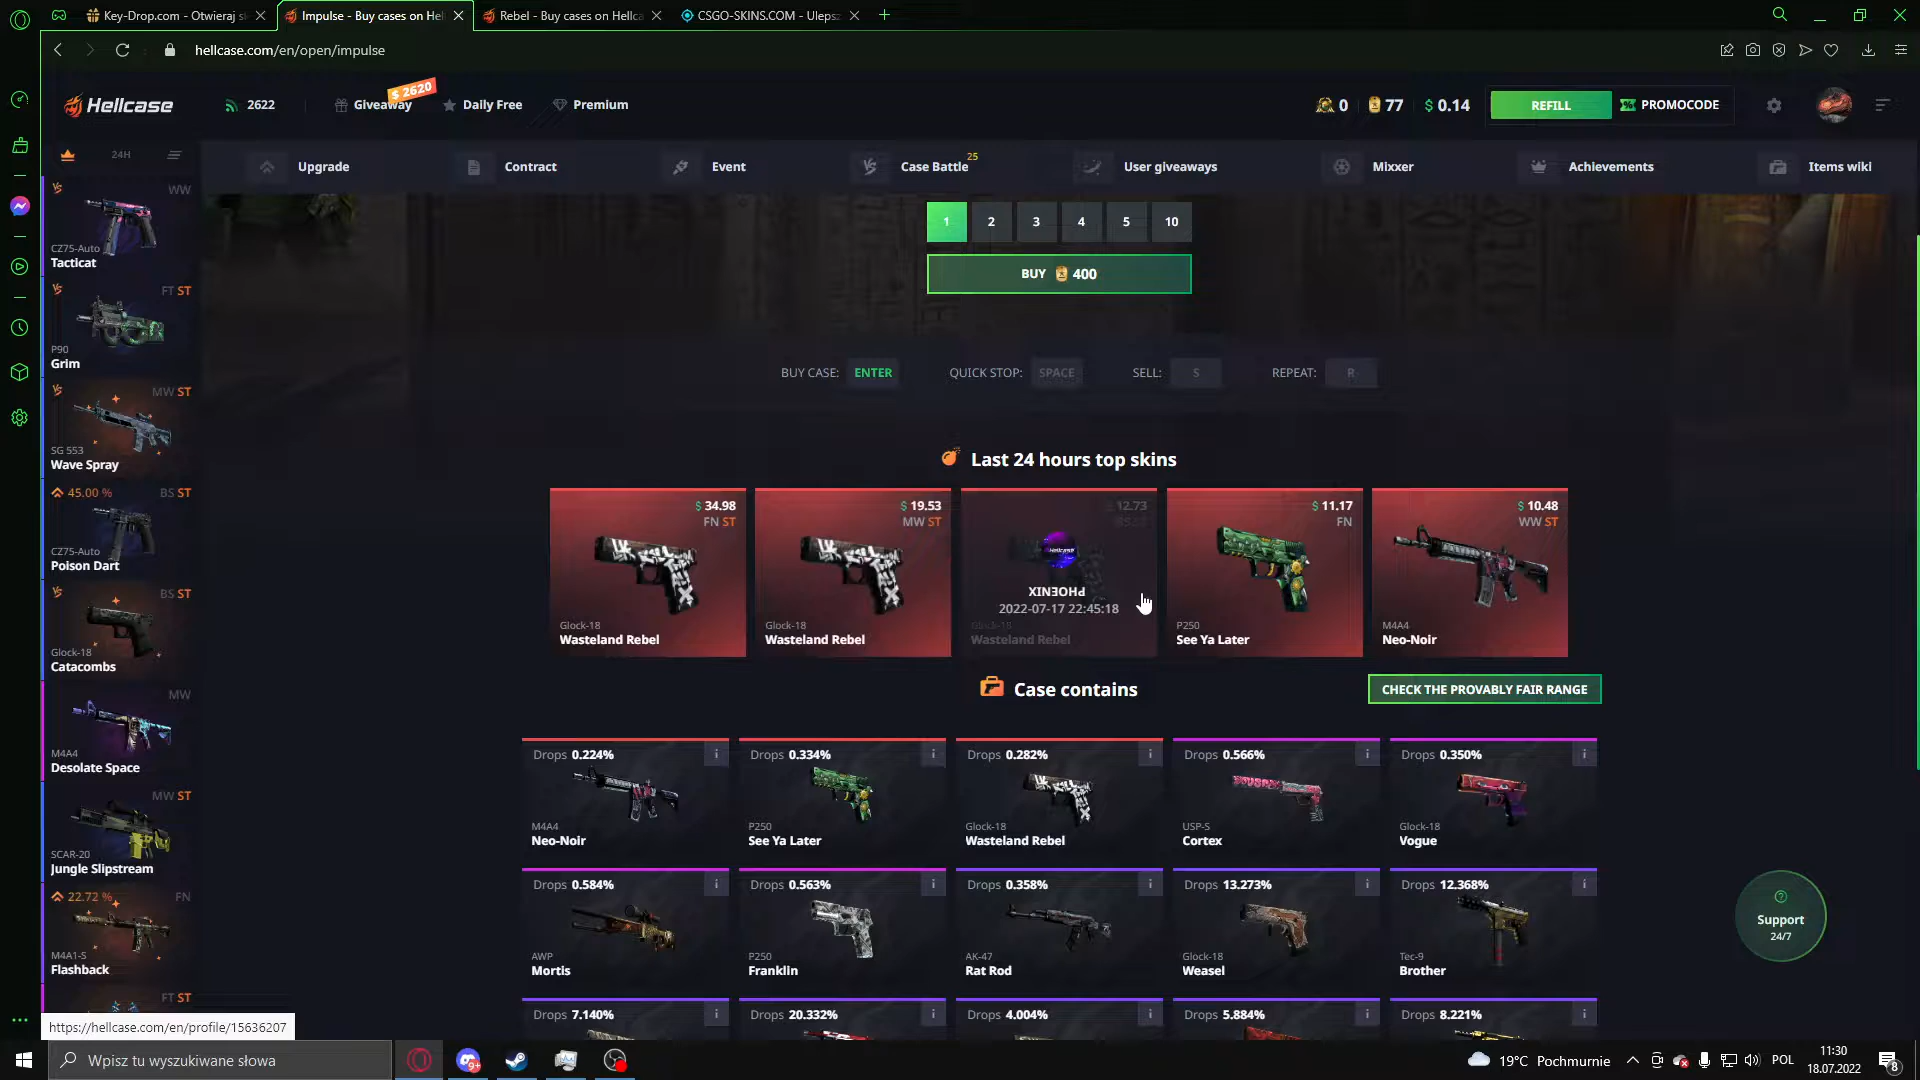 Key-Drop.com - Otwieraj s
Impulse - Buy cases on Hel
Rebel - Buy cases on Hellca
CSGO-SKINS.COM - Uleps
hellcase.com/en/open/impulse
Hellcase
2622
Giveaway
$ 2620
Daily Free
Premium
0
77
$ 0.14
REFILL
PROMOCODE
24H
Upgrade
Contract
Event
Case Battle
25
User giveaways
Mixxer
Achievements
Items wiki
WW
CZ75-Auto
Tacticat
FT ST
P90
Grim
MW ST
SG 553
Wave Spray
45.00 %
BS ST
CZ75-Auto
Poison Dart
BS ST
Glock-18
Catacombs
MW
M4A4
Desolate Space
MW ST
SCAR-20
Jungle Slipstream
22.72 %
FN
M4A1-S
Flashback
FT ST
1
2
3
4
5
10
BUY 400
BUY CASE: ENTER
QUICK STOP: SPACE
SELL: S
REPEAT: R
Last 24 hours top skins
$ 34.98
FN ST
Glock-18
Wasteland Rebel
$ 19.53
MW ST
Glock-18
Wasteland Rebel
12.73
Hellcase
PHOENIX
2022-07-17 22:45:18
Glock-18
Wasteland Rebel
$ 11.17
FN
P250
See Ya Later
$ 10.48
WW ST
M4A4
Neo-Noir
Case contains
CHECK THE PROVABLY FAIR RANGE
Drops 0.224%
M4A4
Neo-Noir
Drops 0.334%
P250
See Ya Later
Drops 0.282%
Glock-18
Wasteland Rebel
Drops 0.566%
USP-S
Cortex
Drops 0.350%
Glock-18
Vogue
Drops 0.584%
AWP
Mortis
Drops 0.563%
P250
Franklin
Drops 0.358%
AK-47
Rat Rod
Drops 13.273%
Glock-18
Weasel
Drops 12.368%
Tec-9
Brother
Drops 7.140%
Drops 20.332%
Drops 4.004%
Drops 5.884%
Drops 8.221%
Support
24/7
https://hellcase.com/en/profile/15636207
Wpisz tu wyszukiwane słowa
19°C Pochmurnie
POL
11:30
18.07.2022
8